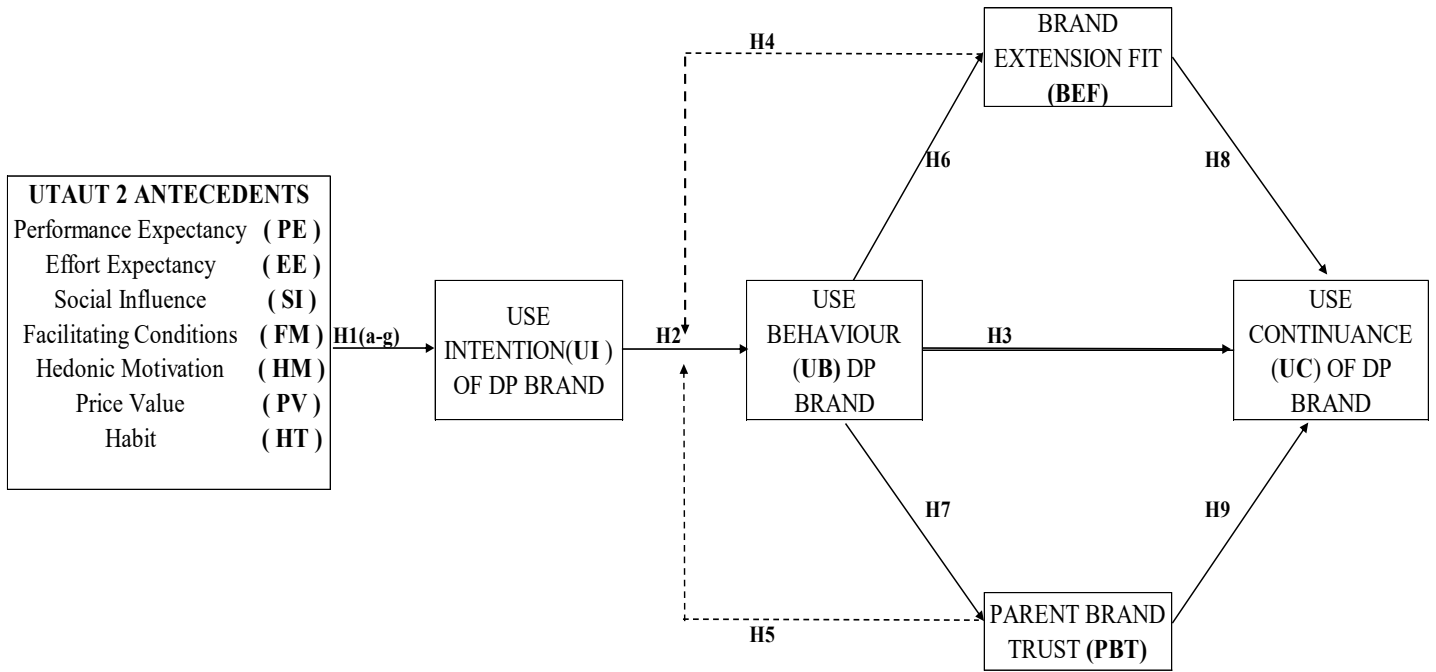 UTAUT 2 ANTECEDENTS
Performance Expectancy ( PE )
Effort Expectancy ( EE )
Social Influence ( SI )
Facilitating Conditions ( FM )
Hedonic Motivation ( HM )
Price Value ( PV )
Habit ( HT )
H1(a-g)
USE
INTENTION(UI )
OF DP BRAND
H2
H4
H5
USE
BEHAVIOUR
(UB) DP
BRAND
H6
H3
H7
BRAND
EXTENSION FIT
(BEF)
PARENT BRAND
TRUST (PBT)
H8
H9
USE
CONTINUANCE
(UC) OF DP
BRAND